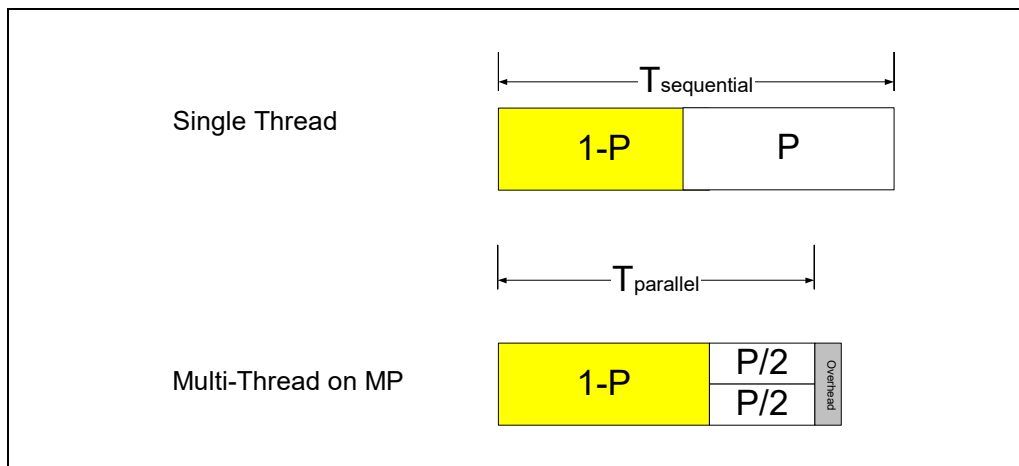 Tsequential
Single Thread
1-P
P
Tparallel
Multi-Thread on MP
1-P
P/2
P/2
Overhead